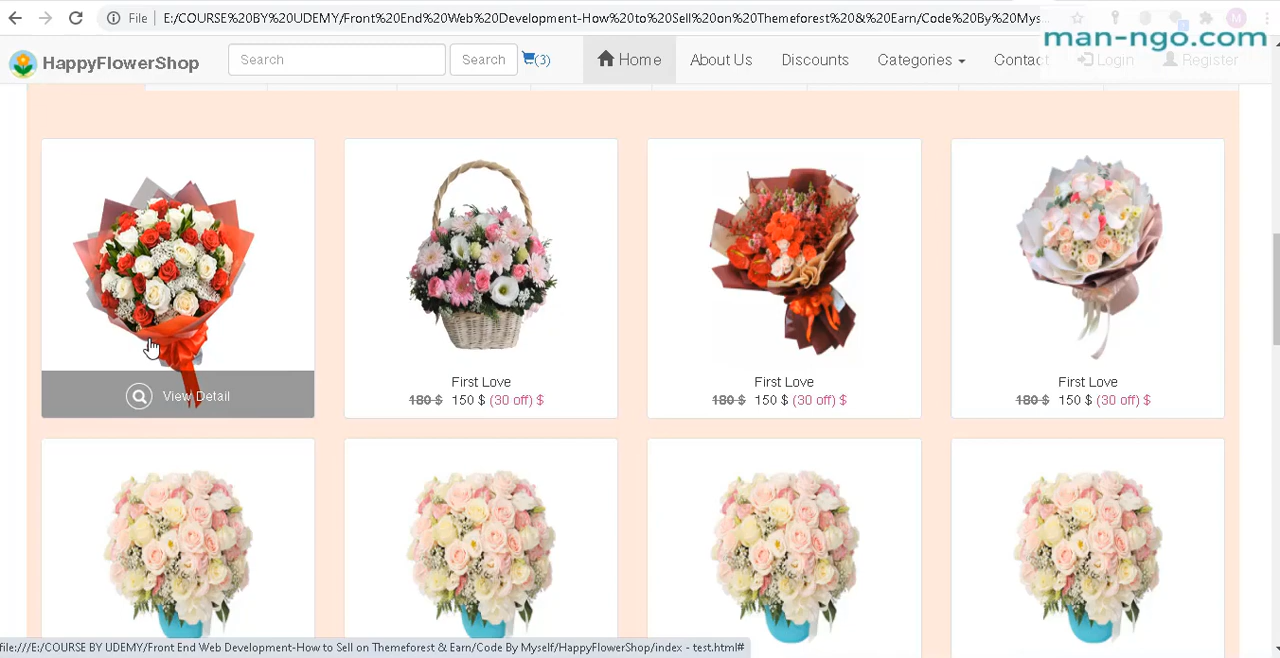 File E:/COURSE%20BY%20UDEMY/Front%20End%20Web%20Development-How%20to%20Sell%20on%20Themeforest%20&%20Earn/Code%20By%20Mys...
man-ngo.com
HappyFlowerShop Search Search (3) Home About Us Discounts Categories Contact Login Register
View Detail
First Love
180 $ 150 $ (30 off) $
First Love
180 $ 150 $ (30 off) $
First Love
180 $ 150 $ (30 off) $
file:///E:/COURSE BY UDEMY/Front End Web Development-How to Sell on Themeforest & Earn/Code By Myself/HappyFlowerShop/index - test.html#